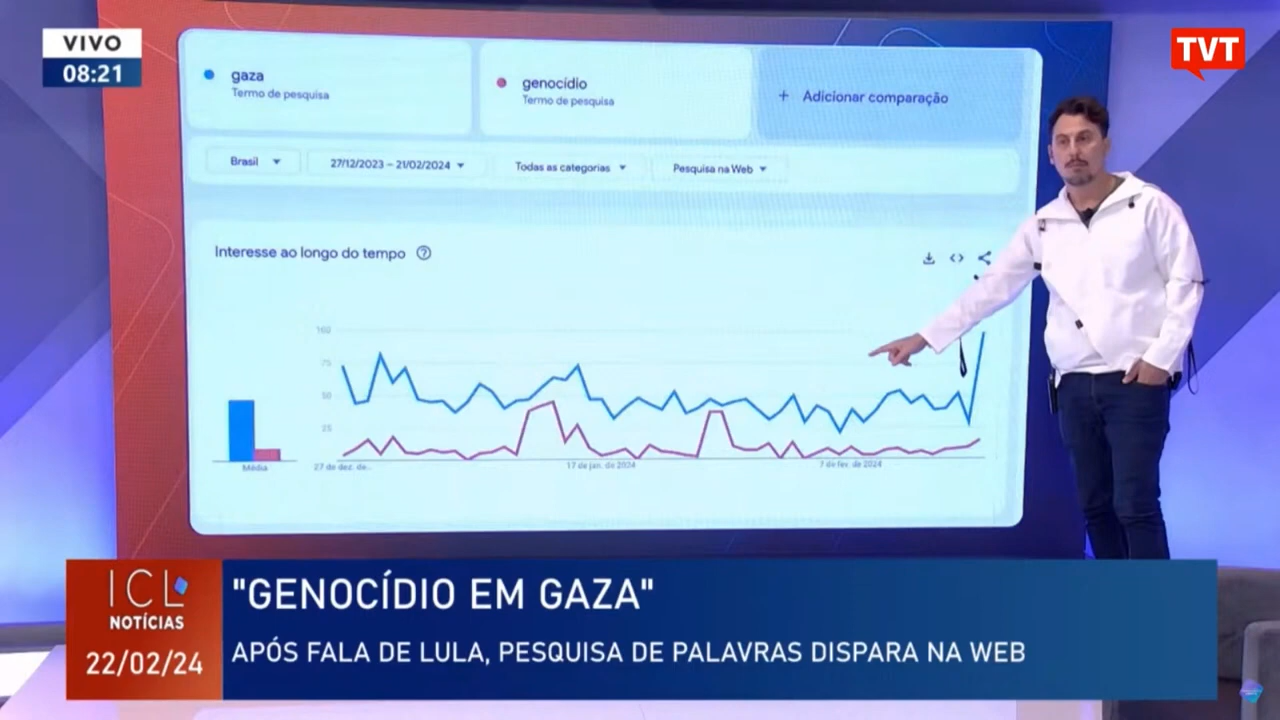 VIVO
08:21
TVT
gaza
Termo de pesquisa
genocídio
Termo de pesquisa
+ Adicionar comparação
Brasil
27/12/2023 – 21/02/2024
Todas as categorias
Pesquisa na Web
Interesse ao longo do tempo
100
75
50
25
Média
27 de dez. de...
17 de jan. de 2024
7 de fev. de 2024
ICL
NOTÍCIAS
22/02/24
"GENOCÍDIO EM GAZA"
APÓS FALA DE LULA, PESQUISA DE PALAVRAS DISPARA NA WEB